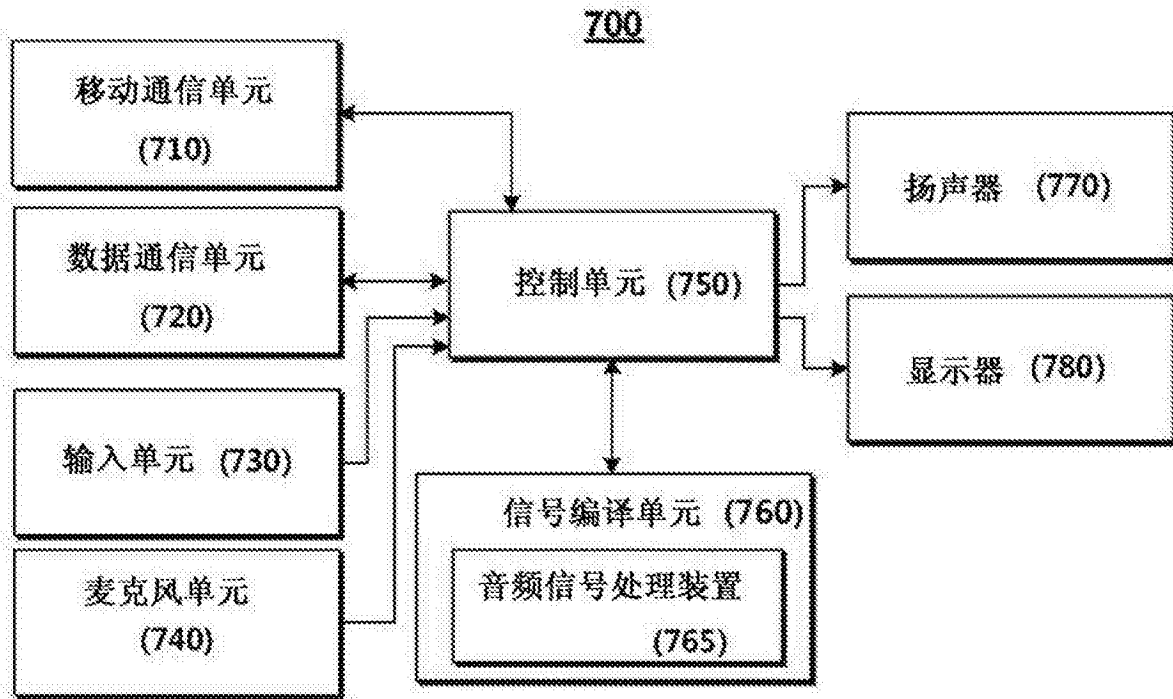 700
移动通信单元
(710)
数据通信单元
(720)
输入单元 (730)
麦克风单元
(740)
控制单元 (750)
信号编译单元 (760)
音频信号处理装置
(765)
扬声器 (770)
显示器 (780)